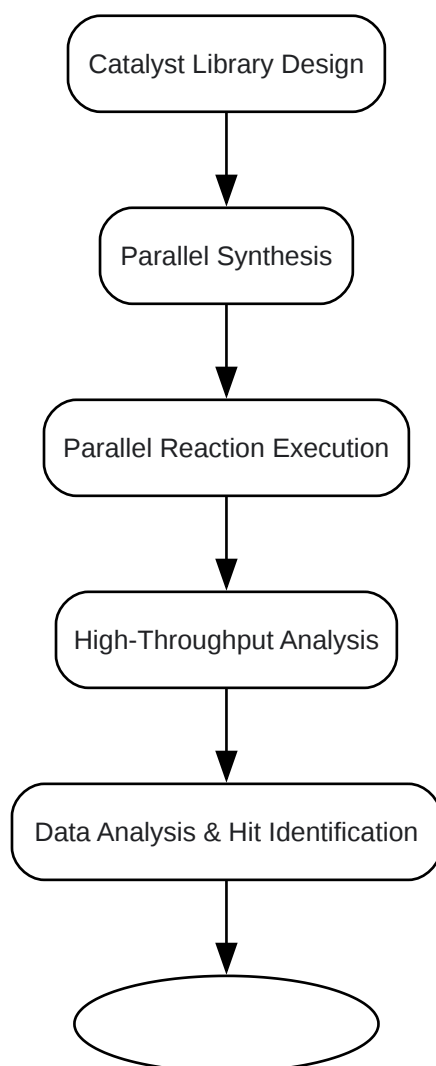 Catalyst Library Design
Parallel Synthesis
Parallel Reaction Execution
High-Throughput Analysis
Data Analysis & Hit Identification